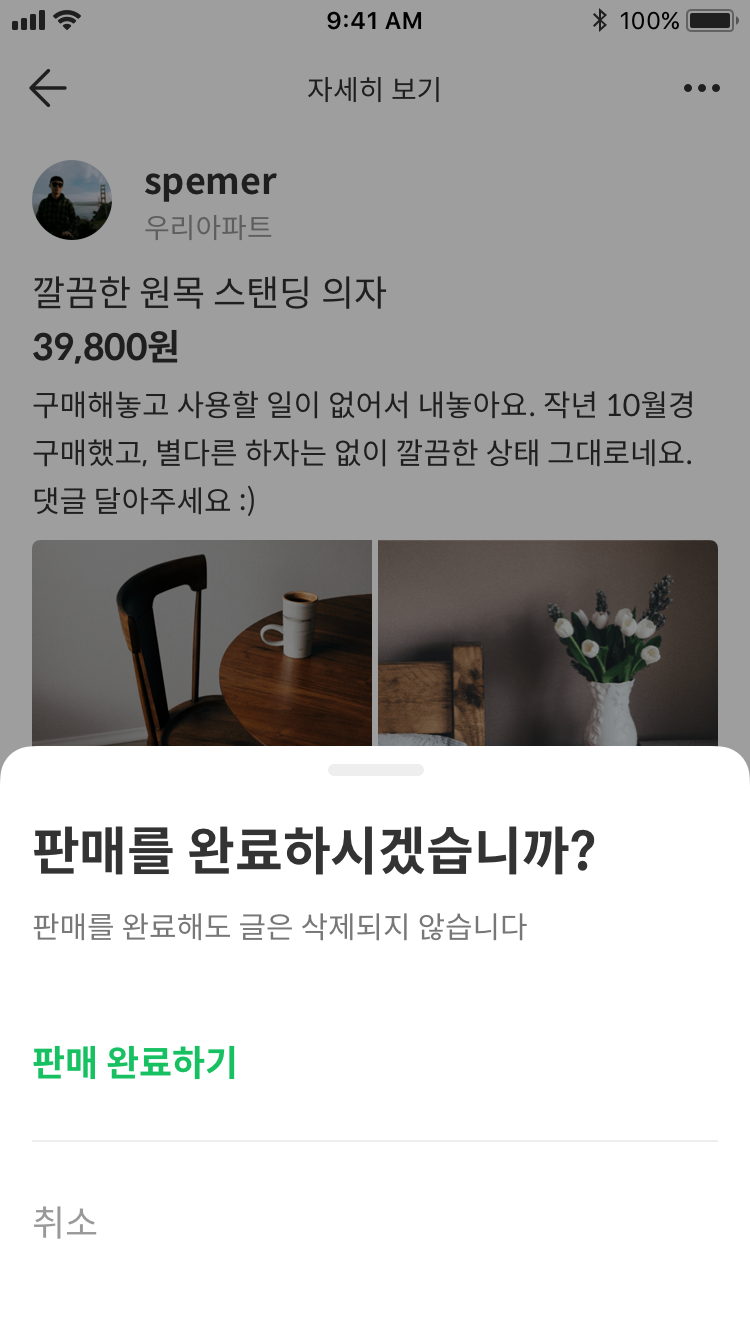 9:41 AM
100%
자세히 보기
spemer
우리아파트
깔끔한 원목 스탠딩 의자
39,800원
구매해놓고 사용할 일이 없어서 내놓아요. 작년 10월경
구매했고, 별다른 하자는 없이 깔끔한 상태 그대로네요.
댓글 달아주세요 :)
판매를 완료하시겠습니까?
판매를 완료해도 글은 삭제되지 않습니다
판매 완료하기
취소